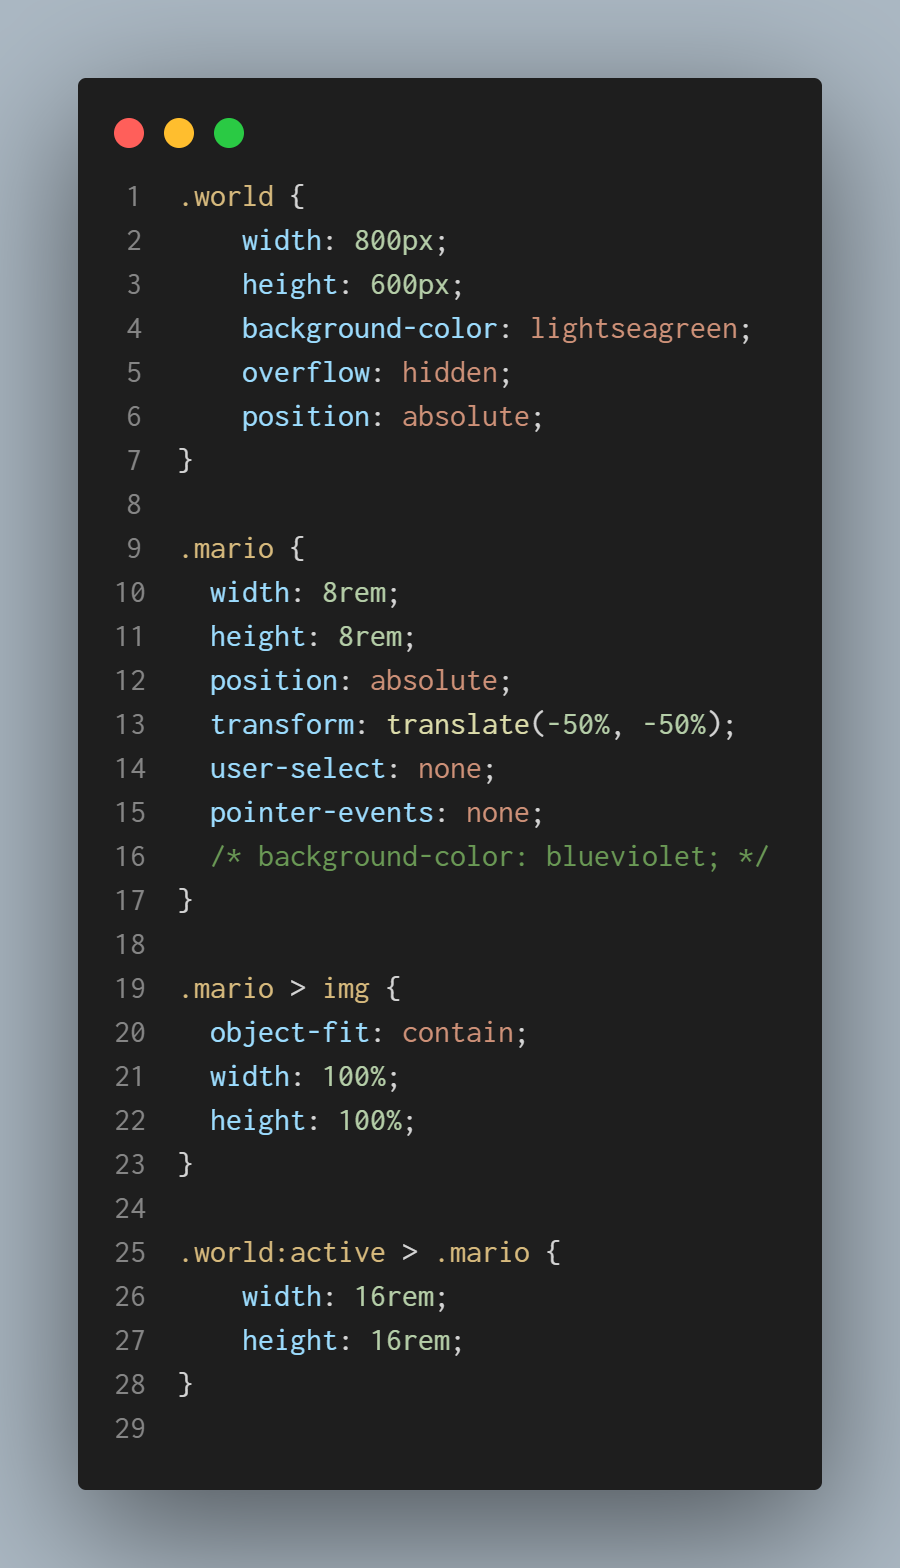 1 .world {
2     width: 800px;
3     height: 600px;
4     background-color: lightseagreen;
5     overflow: hidden;
6     position: absolute;
7 }
8
9 .mario {
10   width: 8rem;
11   height: 8rem;
12   position: absolute;
13   transform: translate(-50%, -50%);
14   user-select: none;
15   pointer-events: none;
16   /* background-color: blueviolet; */
17 }
18
19 .mario > img {
20   object-fit: contain;
21   width: 100%;
22   height: 100%;
23 }
24
25 .world:active > .mario {
26     width: 16rem;
27     height: 16rem;
28 }
29